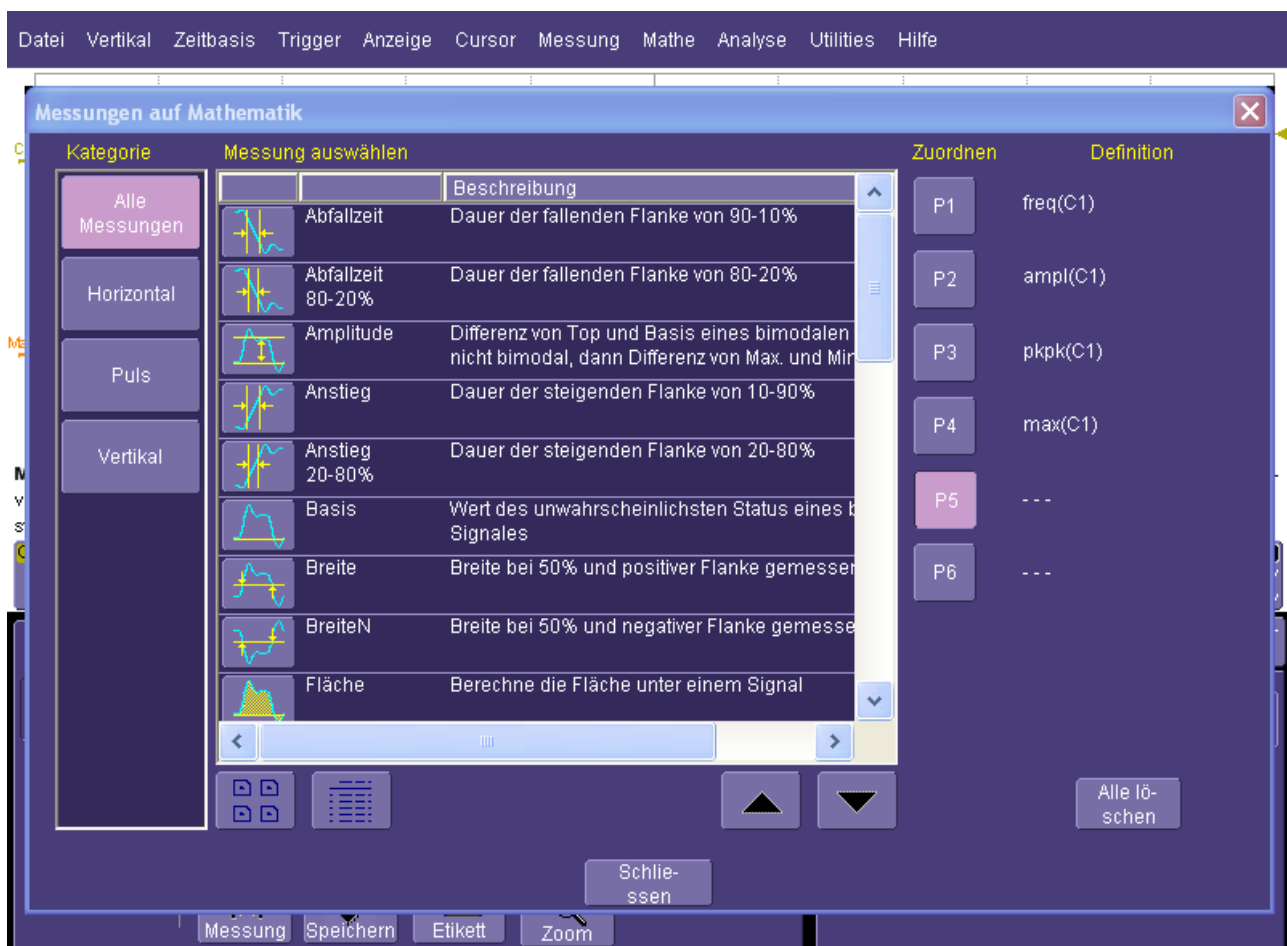 Datei Vertikal Zeitbasis Trigger Anzeige Cursor Messung Mathe Analyse Utilities Hilfe
Messungen auf Mathematik
Kategorie
Messung auswählen
Zuordnen
Definition
Alle
Messungen
Horizontal
Puls
Vertikal
Beschreibung
Abfallzeit Dauer der fallenden Flanke von 90-10%
Abfallzeit Dauer der fallenden Flanke von 80-20%
80-20%
Amplitude Differenz von Top und Basis eines bimodalen
nicht bimodal, dann Differenz von Max. und Min
Anstieg Dauer der steigenden Flanke von 10-90%
Anstieg Dauer der steigenden Flanke von 20-80%
20-80%
Basis Wert des unwahrscheinlichsten Status eines b
Signales
Breite Breite bei 50% und positiver Flanke gemessen
BreiteN Breite bei 50% und negativer Flanke gemesse
Fläche Berechne die Fläche unter einem Signal
P1 freq(C1)
P2 ampl(C1)
P3 pkpk(C1)
P4 max(C1)
P5 - - -
P6 - - -
Alle lö-
schen
Schlie-
ssen
Messung Speichern Etikett Zoom